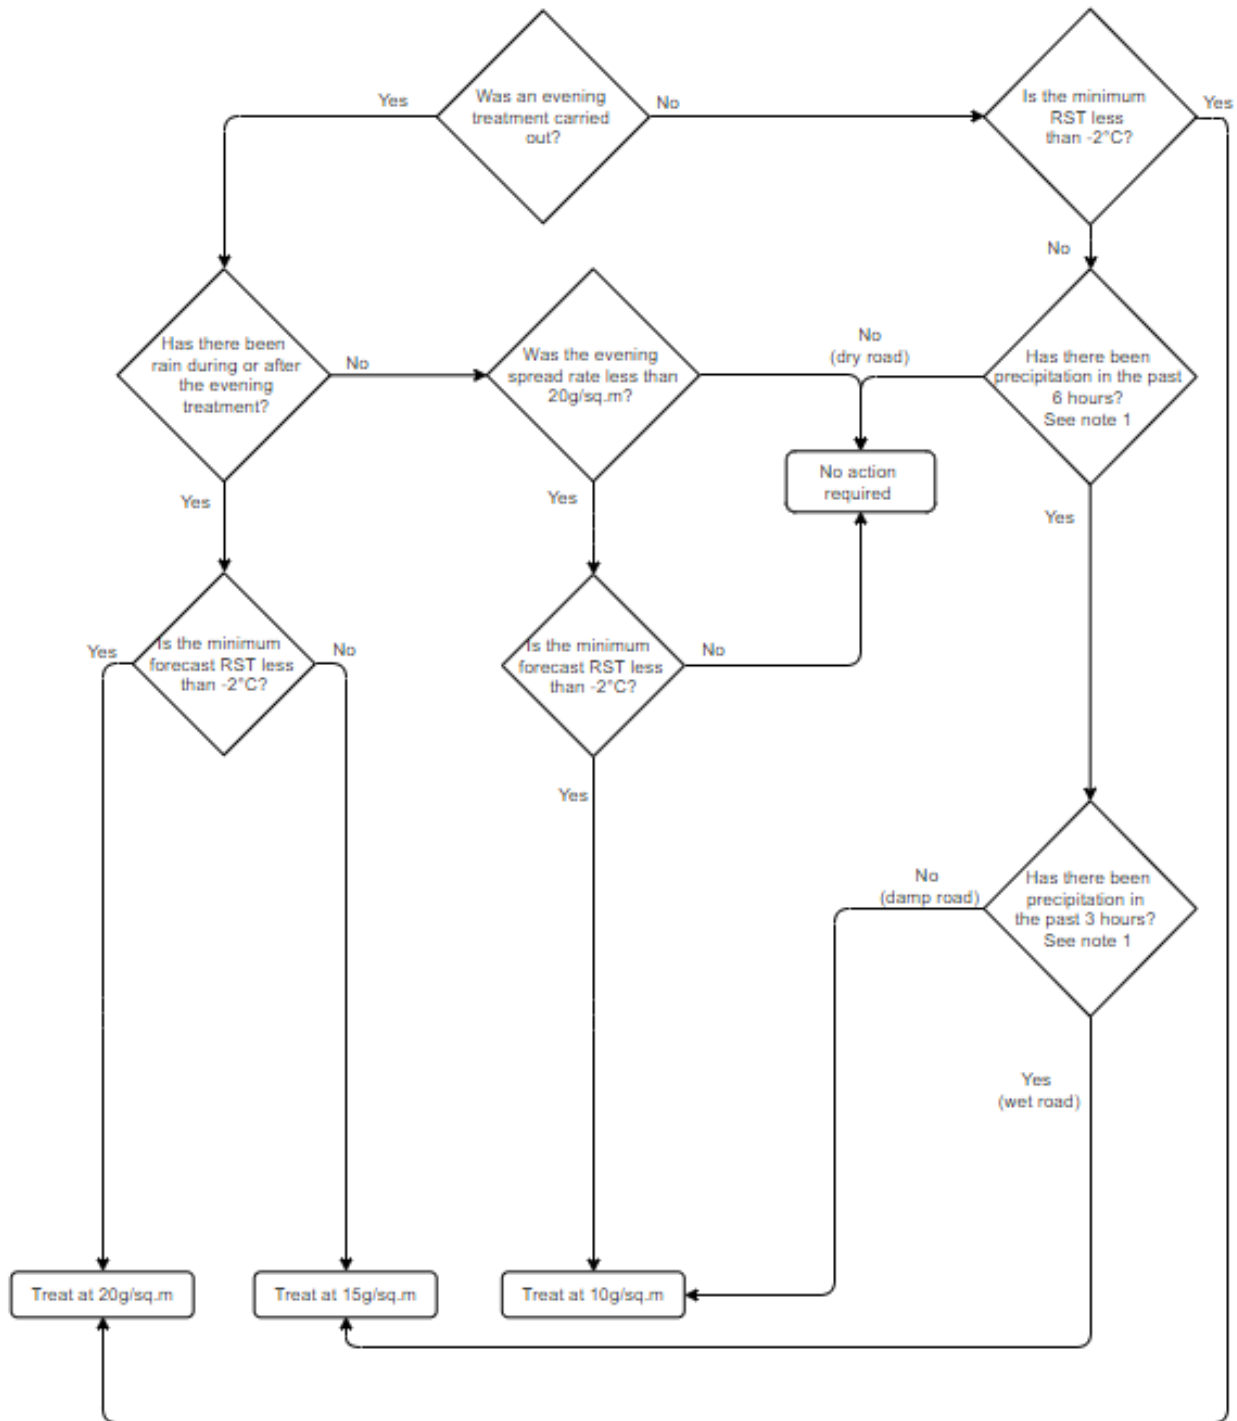 Was an evening
treatment carried
out?
Yes
No
Is the minimum
RST less
than -2°C?
Yes
No
Has there been
rain during or after
the evening
treatment?
No
Was the evening
spread rate less than
20g/sq.m?
No
(dry road)
Has there been
precipitation in the past
6 hours?
See note 1
No action
required
Yes
Yes
Yes
Is the minimum
forecast RST less
than -2°C?
Yes
No
Is the minimum
forecast RST less
than -2°C?
No
Yes
Has there been
precipitation in
the past 3 hours?
See note 1
No
(damp road)
Yes
(wet road)
Treat at 20g/sq.m
Treat at 15g/sq.m
Treat at 10g/sq.m